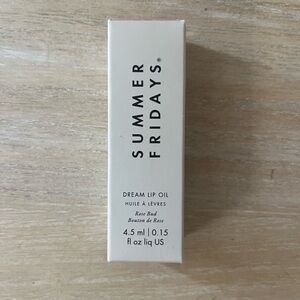 SUMMER
FRIDAYS®
DREAM LIP OIL
HUILE À LÈVRES
Rose Bud
Bouton de Rose
4.5 ml | 0.15
fl oz liq US